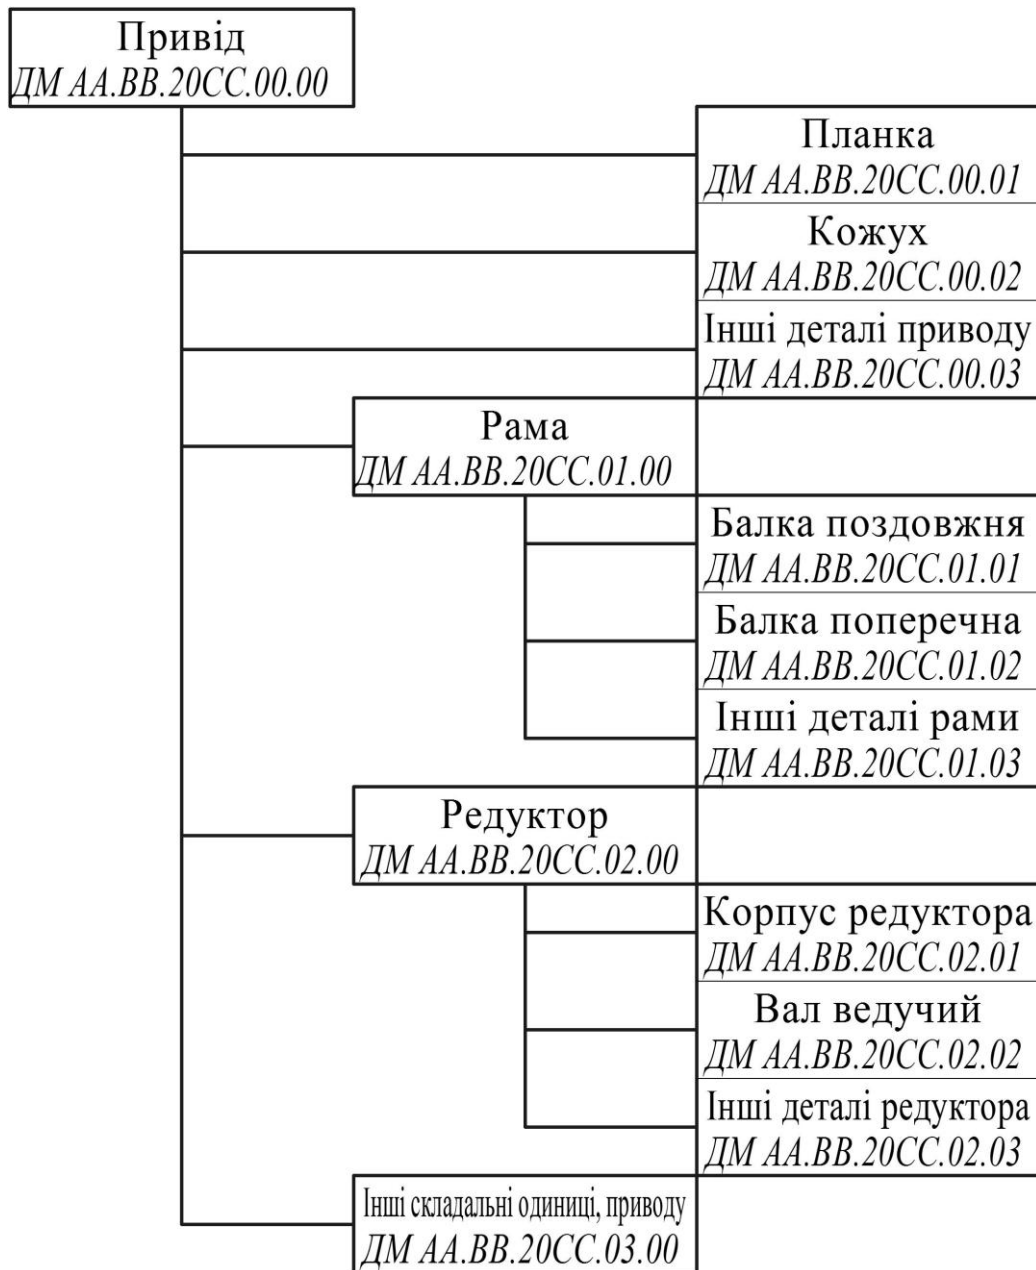 Привід
ДМ АА.ВВ.20СС.00.00
Планка
ДМ АА.ВВ.20СС.00.01
Кожух
ДМ АА.ВВ.20СС.00.02
Інші деталі приводу
ДМ АА.ВВ.20СС.00.03
Рама
ДМ АА.ВВ.20СС.01.00
Балка поздовжня
ДМ АА.ВВ.20СС.01.01
Балка поперечна
ДМ АА.ВВ.20СС.01.02
Інші деталі рами
ДМ АА.ВВ.20СС.01.03
Редуктор
ДМ АА.ВВ.20СС.02.00
Корпус редуктора
ДМ АА.ВВ.20СС.02.01
Вал ведучий
ДМ АА.ВВ.20СС.02.02
Інші деталі редуктора
ДМ АА.ВВ.20СС.02.03
Інші складальні одиниці, приводу
ДМ АА.ВВ.20СС.03.00